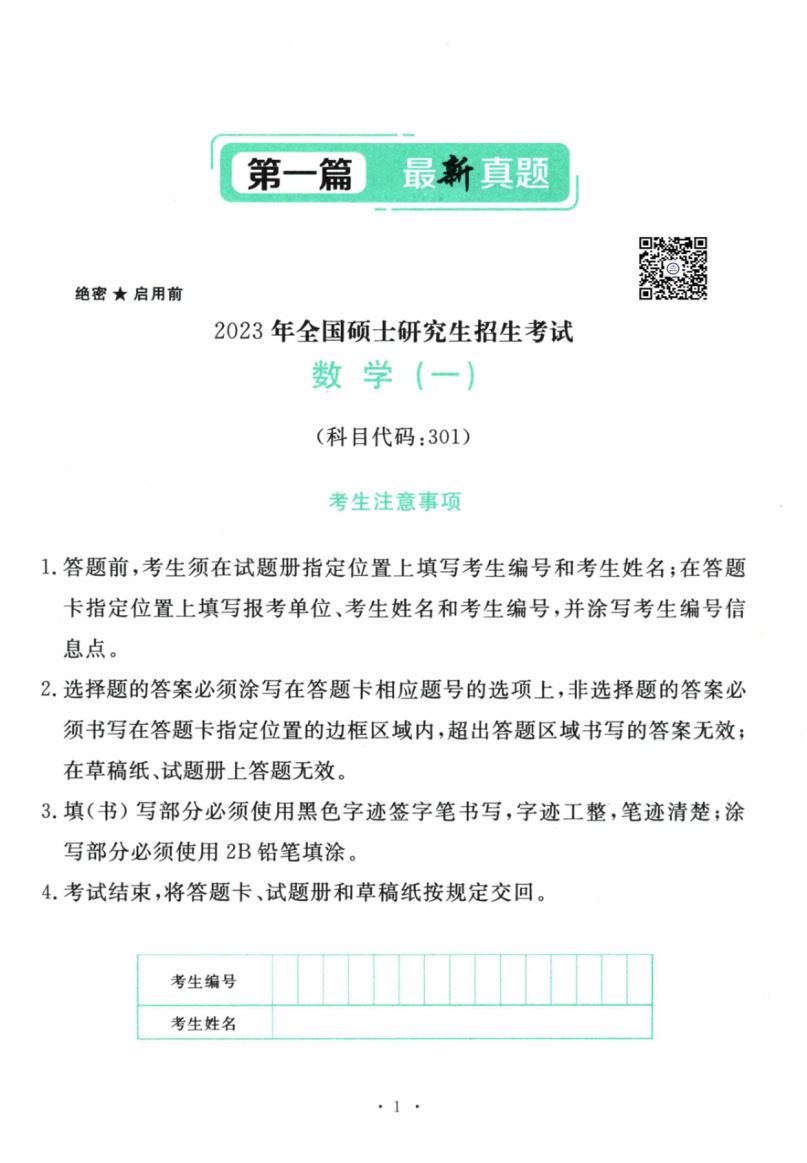 第一篇 最新真题
绝密★启用前
2023年全国硕士研究生招生考试
数学(一)
(科目代码:301)
考生注意事项
1. 答题前,考生须在试题册指定位置上填写考生编号和考生姓名;在答题
卡指定位置上填写报考单位、考生姓名和考生编号,并涂写考生编号信
息点。
2. 选择题的答案必须涂写在答题卡相应题号的选项上,非选择题的答案必
须书写在答题卡指定位置的边框区域内,超出答题区域书写的答案无效;
在草稿纸、试题册上答题无效。
3. 填(书)写部分必须使用黑色字迹签字笔书写,字迹工整,笔迹清楚;涂
写部分必须使用 2B 铅笔填涂。
4. 考试结束,将答题卡、试题册和草稿纸按规定交回。
考生编号
考生姓名
· 1 ·